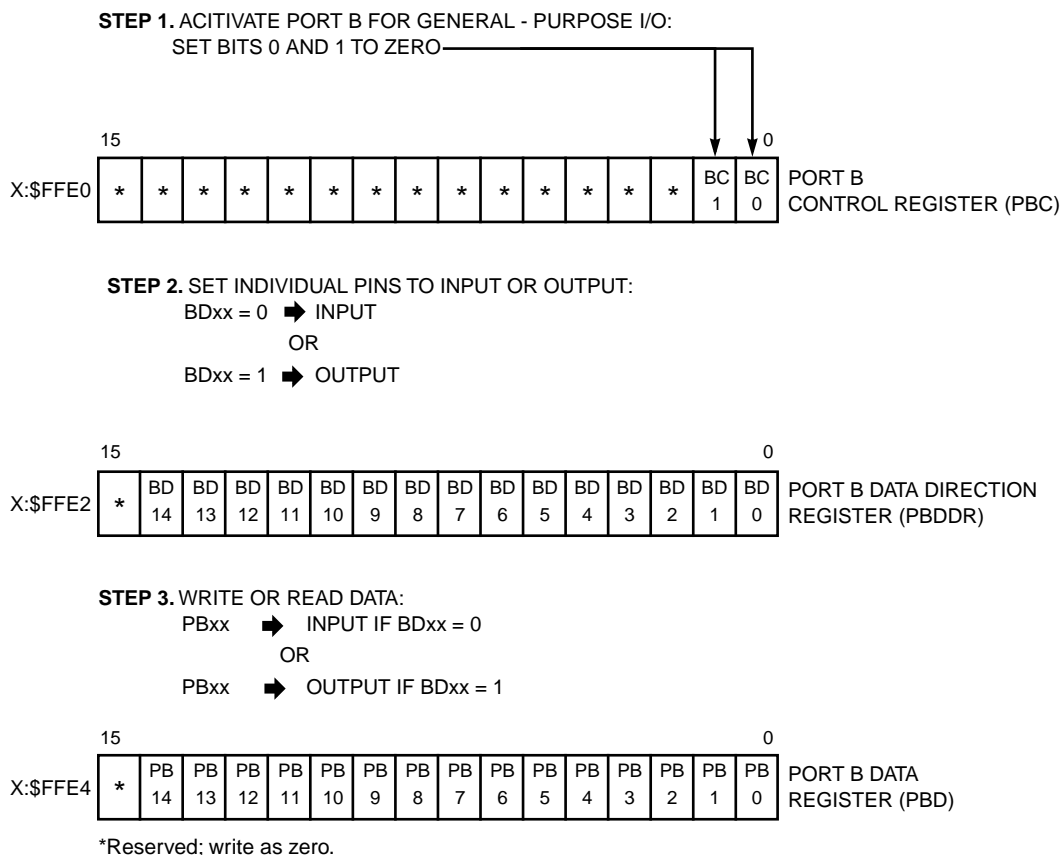 STEP 1. ACITIVATE PORT B FOR GENERAL - PURPOSE I/O:
SET BITS 0 AND 1 TO ZERO
15 0
X:$FFE0 * * * * * * * * * * * * * * BC 1 BC 0 PORT B
CONTROL REGISTER (PBC)
STEP 2. SET INDIVIDUAL PINS TO INPUT OR OUTPUT:
BDxx = 0 ➡ INPUT
OR
BDxx = 1 ➡ OUTPUT
15 0
X:$FFE2 * BD 14 BD 13 BD 12 BD 11 BD 10 BD 9 BD 8 BD 7 BD 6 BD 5 BD 4 BD 3 BD 2 BD 1 BD 0 PORT B DATA DIRECTION
REGISTER (PBDDR)
STEP 3. WRITE OR READ DATA:
PBxx ➡ INPUT IF BDxx = 0
OR
PBxx ➡ OUTPUT IF BDxx = 1
15 0
X:$FFE4 * PB 14 PB 13 PB 12 PB 11 PB 10 PB 9 PB 8 PB 7 PB 6 PB 5 PB 4 PB 3 PB 2 PB 1 PB 0 PORT B DATA
REGISTER (PBD)
*Reserved; write as zero.